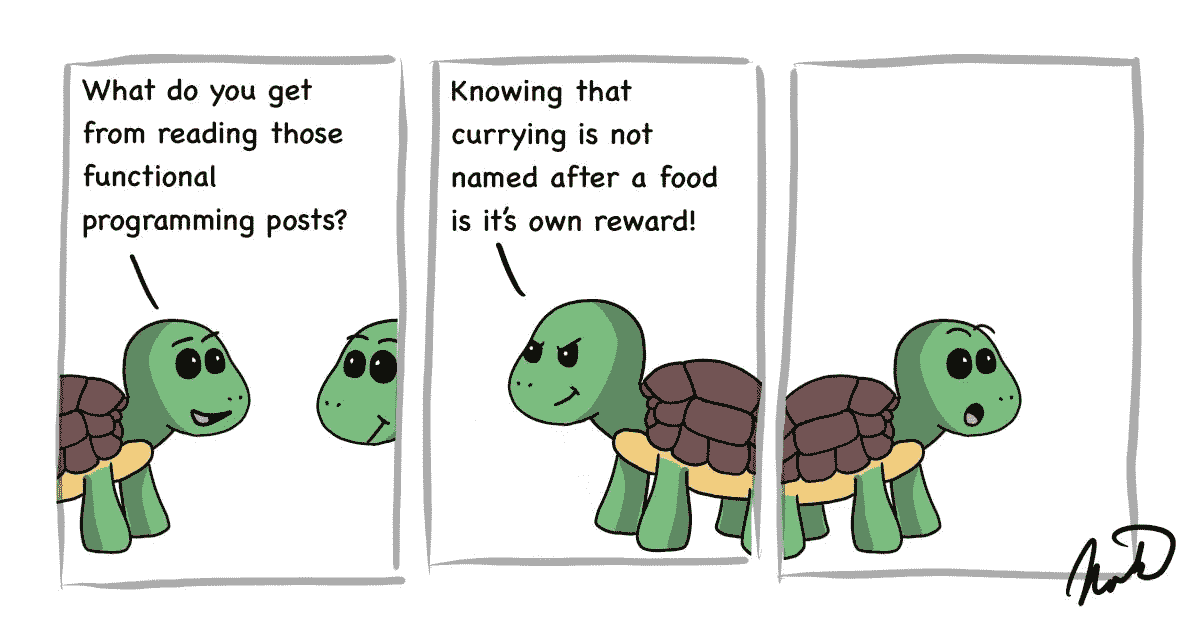 What do you get
from reading those
functional
programming posts?
Knowing that
currying is not
named after a food
is it's own reward!